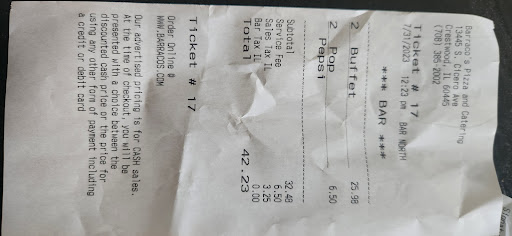 Barraco's Pizza and Catering
13445 S. Cicero Ave
Crestwood, IL 60445
(708) 385 2002
Ticket # 17
7/31/2023 12:23 pm BAR NORTH
*** BAR ***
2 Buffet 25.98
2 Pop 6.50
Pepsi
Subtotal 32.48
Service Fee 6.50
Sales Tax IL 3.25
Bar Tax IL 0.00
Total 42.23
Ticket # 17
Order Online @
WWW.BARRACOS.COM
Our advertised pricing is for CASH sales.
At the time of checkout, you will be
presented with a choice between the
discounted cash price or the price for
using any other form of payment including
a credit or debit card